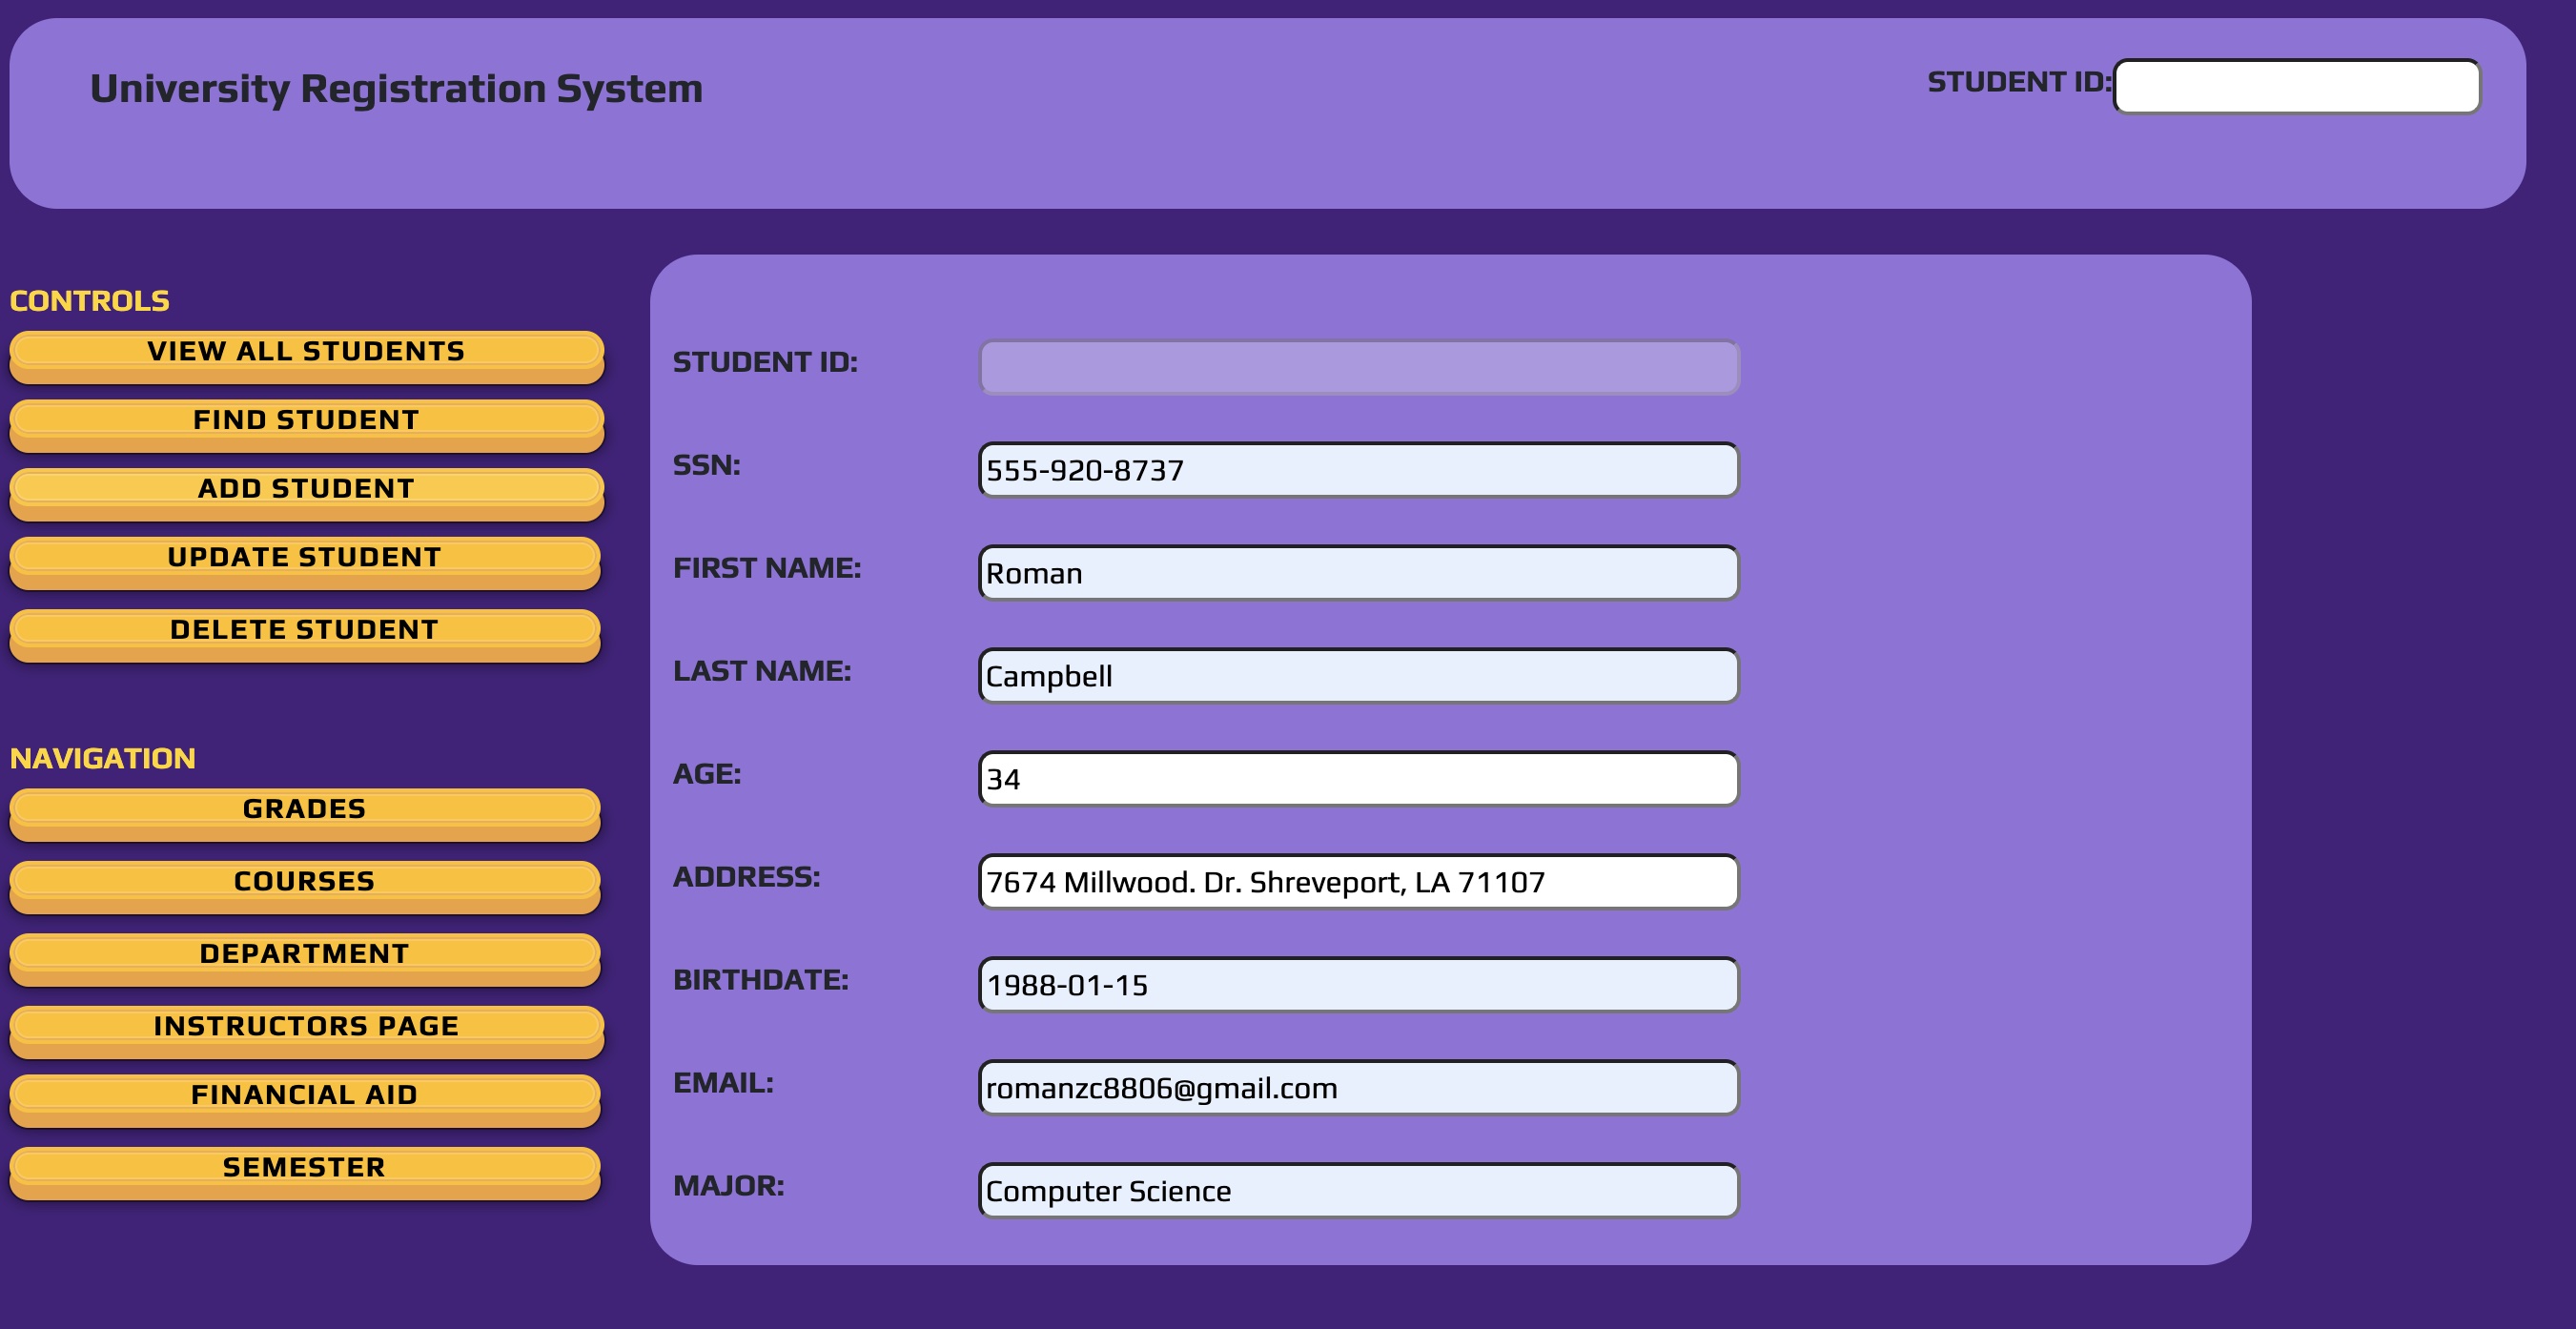 University Registration System
STUDENT ID:
CONTROLS
VIEW ALL STUDENTS
FIND STUDENT
ADD STUDENT
UPDATE STUDENT
DELETE STUDENT
NAVIGATION
GRADES
COURSES
DEPARTMENT
INSTRUCTORS PAGE
FINANCIAL AID
SEMESTER
STUDENT ID:
SSN: 555-920-8737
FIRST NAME: Roman
LAST NAME: Campbell
AGE: 34
ADDRESS: 7674 Millwood. Dr. Shreveport, LA 71107
BIRTHDATE: 1988-01-15
EMAIL: romanzc8806@gmail.com
MAJOR: Computer Science